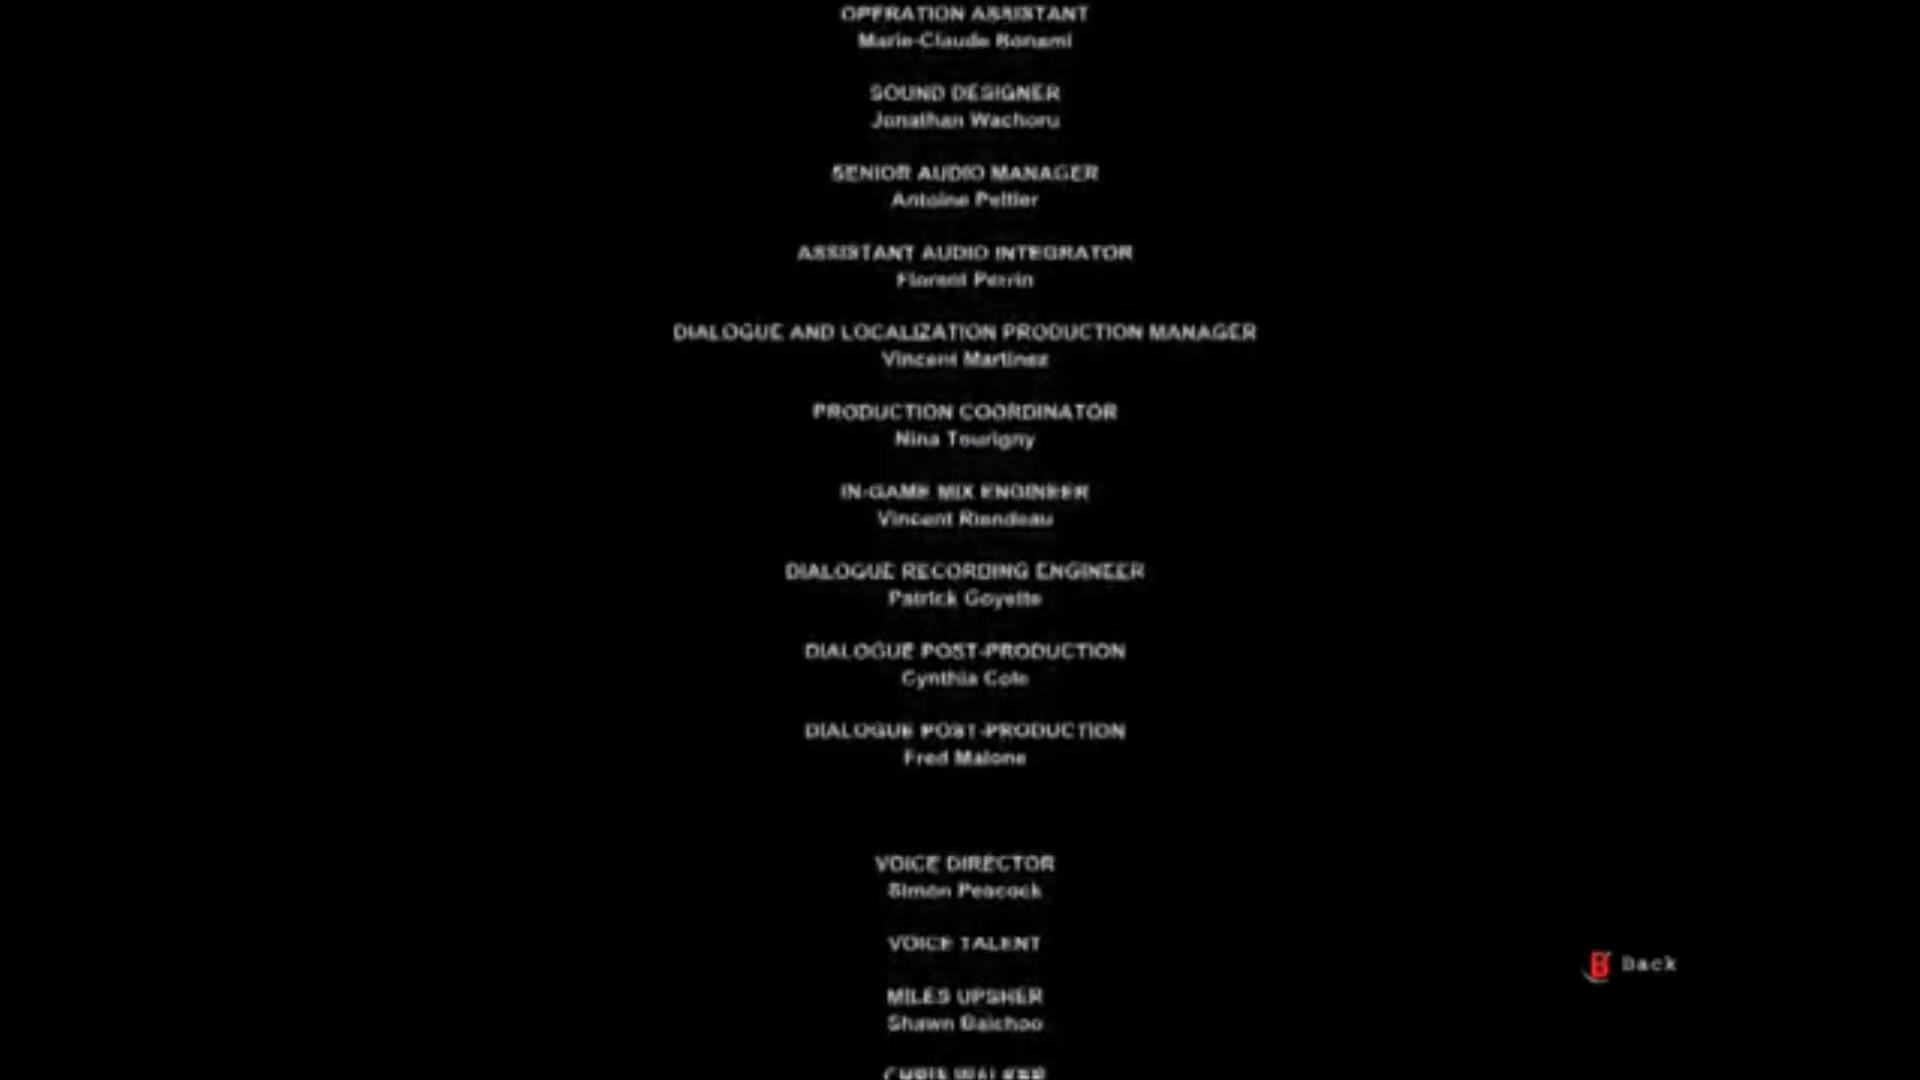 OPERATION ASSISTANT
Marie-Claude Bonami
SOUND DESIGNER
Jonathan Wachoru
SENIOR AUDIO MANAGER
Antoine Peltier
ASSISTANT AUDIO INTEGRATOR
Florent Perrin
DIALOGUE AND LOCALIZATION PRODUCTION MANAGER
Vincent Martinez
PRODUCTION COORDINATOR
Nina Tourigny
IN-GAME MIX ENGINEER
Vincent Riendeau
DIALOGUE RECORDING ENGINEER
Patrick Goyette
DIALOGUE POST-PRODUCTION
Cynthia Cole
DIALOGUE POST-PRODUCTION
Fred Malone
VOICE DIRECTOR
Simon Peacock
VOICE TALENT
MILES UPSHER
Shawn Baichoo
CHRIS WALKER
B Back